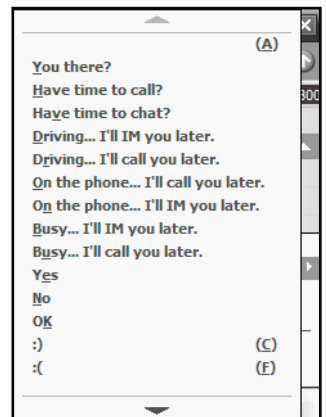 (A)
You there?
Have time to call?
Have time to chat?
Driving... I'll IM you later.
Driving... I'll call you later.
On the phone... I'll call you later.
On the phone... I'll IM you later.
Busy... I'll IM you later.
Busy... I'll call you later.
Yes
No
OK
:) (C)
:( (F)